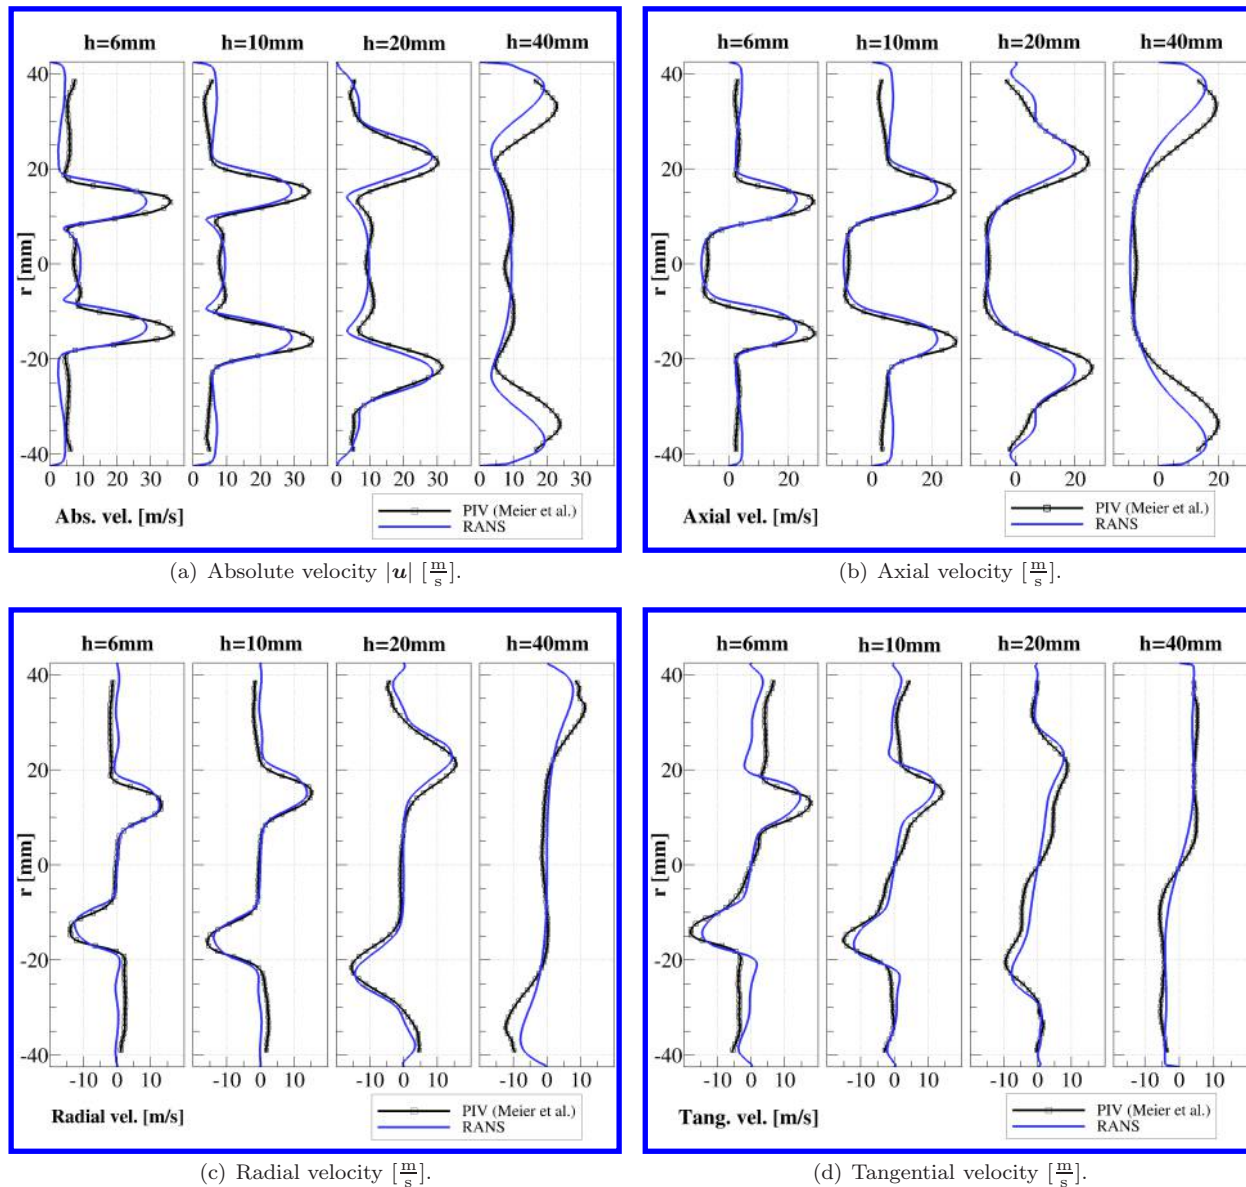 h=6mm h=10mm h=20mm h=40mm
40
20
0
-20
-40
r [mm]
0 10 20 30 0 10 20 30 0 10 20 30 0 10 20 30
Abs. vel. [m/s]
PIV (Meier et al.)
RANS
(a) Absolute velocity |u| [m/s].
h=6mm h=10mm h=20mm h=40mm
40
20
0
-20
-40
r [mm]
0 20 0 20 0 20 0 20
Axial vel. [m/s]
PIV (Meier et al.)
RANS
(b) Axial velocity [m/s].
h=6mm h=10mm h=20mm h=40mm
40
20
0
-20
-40
r [mm]
-10 0 10 -10 0 10 -10 0 10 -10 0 10
Radial vel. [m/s]
PIV (Meier et al.)
RANS
(c) Radial velocity [m/s].
h=6mm h=10mm h=20mm h=40mm
40
20
0
-20
-40
r [mm]
-10 0 10 -10 0 10 -10 0 10 -10 0 10
Tang. vel. [m/s]
PIV (Meier et al.)
RANS
(d) Tangential velocity [m/s].